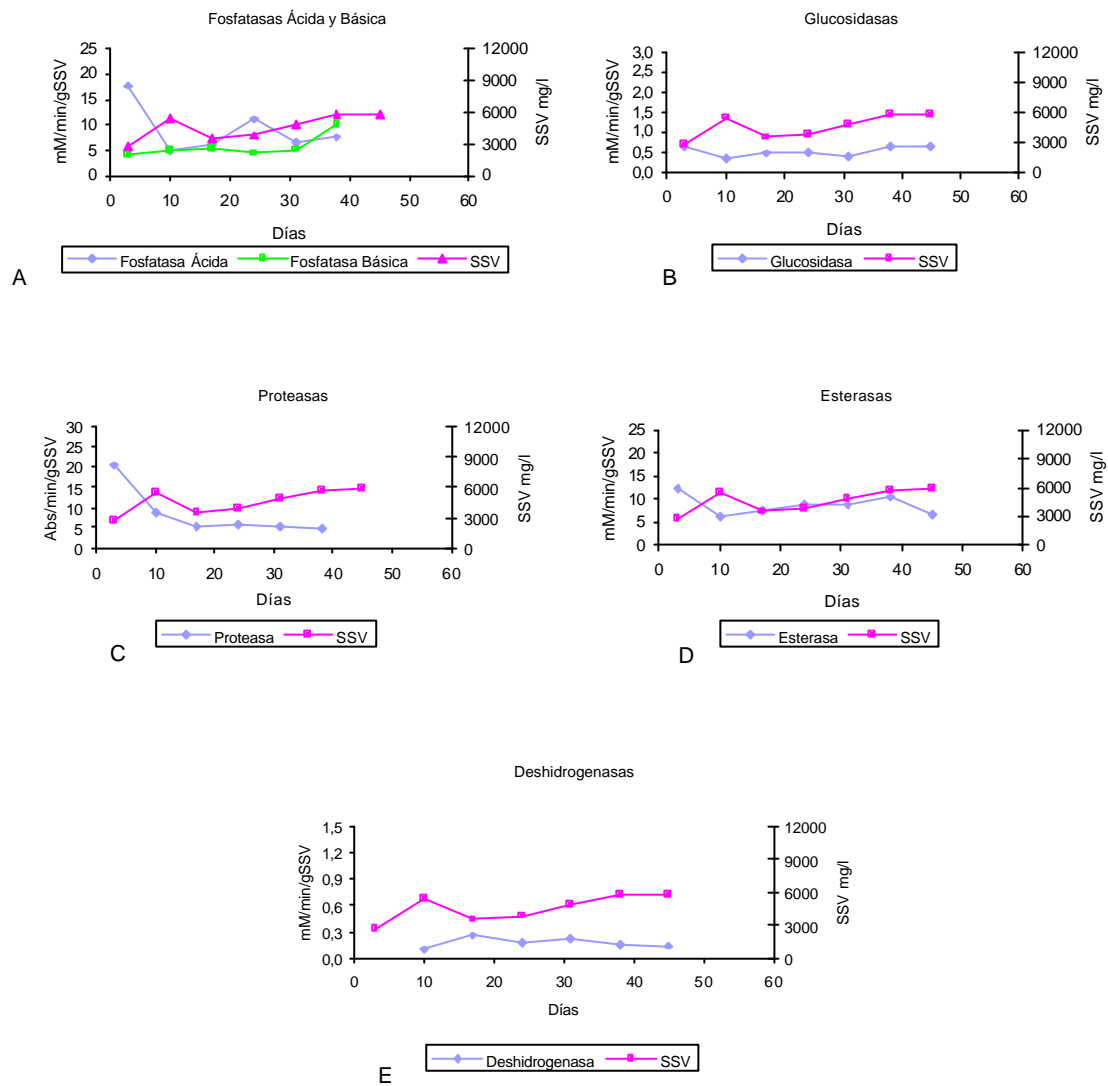 Fosfatasas Ácida y Básica
mM/min/gSSV
25
20
15
10
5
0
12000
9000
6000
3000
0
SSV mg/l
0 10 20 30 40 50 60
Días
Fosfatasa Ácida Fosfatasa Básica SSV
A
Glucosidasas
mM/min/gSSV
3,0
2,5
2,0
1,5
1,0
0,5
0,0
12000
9000
6000
3000
0
SSV mg/l
0 10 20 30 40 50 60
Días
Glucosidasa SSV
B
Proteasas
Abs/min/gSSV
30
25
20
15
10
5
0
12000
9000
6000
3000
0
SSV mg/l
0 10 20 30 40 50 60
Días
Proteasa SSV
C
Esterasas
mM/min/gSSV
25
20
15
10
5
0
12000
9000
6000
3000
0
SSV mg/l
0 10 20 30 40 50 60
Días
Esterasa SSV
D
Deshidrogenasas
mM/min/gSSV
1,5
1,2
0,9
0,6
0,3
0,0
12000
9000
6000
3000
0
SSV mg/l
0 10 20 30 40 50 60
Días
Deshidrogenasa SSV
E